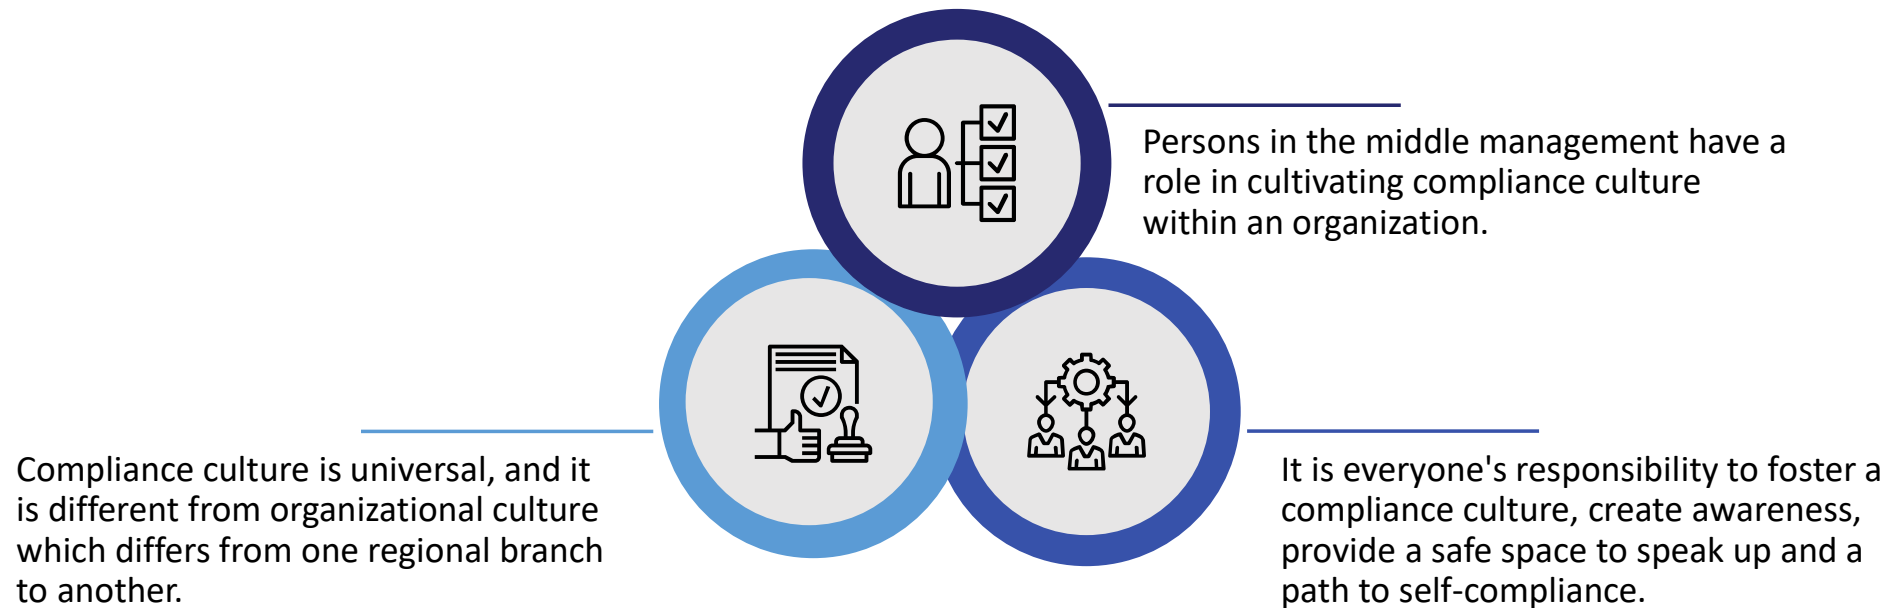 Persons in the middle management have a
role in cultivating compliance culture
within an organization.
Compliance culture is universal, and it
is different from organizational culture
which differs from one regional branch
to another.
It is everyone's responsibility to foster a
compliance culture, create awareness,
provide a safe space to speak up and a
path to self-compliance.